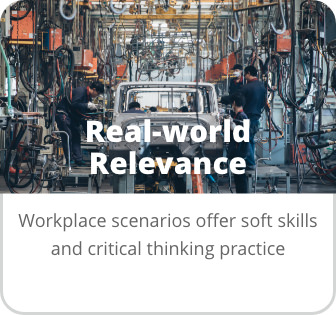 Real-world
Relevance
Workplace scenarios offer soft skills
and critical thinking practice